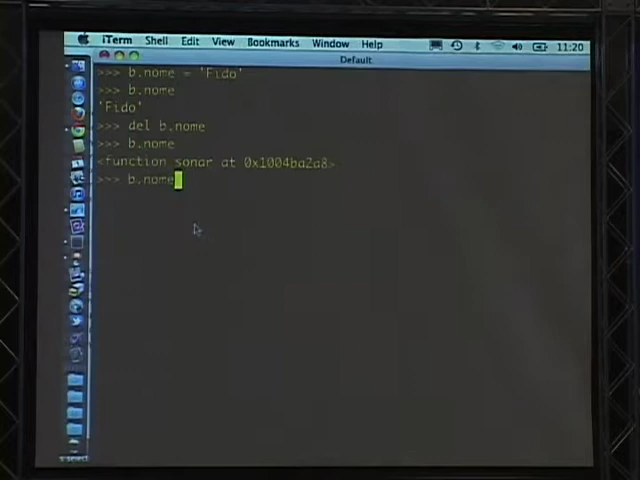 iTerm Shell Edit View Bookmarks Window Help 11:20
Default
>>> b.nome = 'Fido'
>>> b.nome
'Fido'
>>> del b.nome
>>> b.nome
<function sonar at 0x1004ba2a8>
>>> b.nome